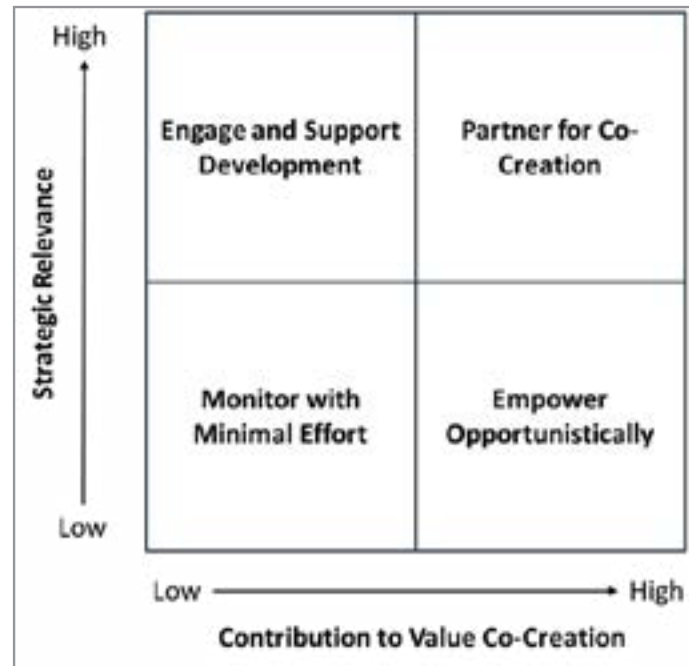 High
Engage and Support
Development
Partner for Co-
Creation
Strategic Relevance
Monitor with
Minimal Effort
Empower
Opportunistically
Low
Low
High
Contribution to Value Co-Creation